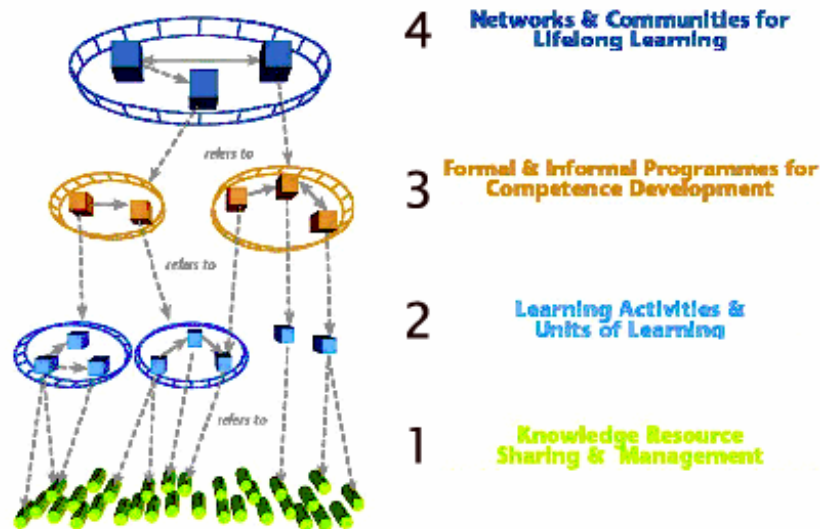 4
Networks & Communities for
Lifelong Learning
refers to
3
Formal & Informal Programmes for
Competence Development
refers to
2
Learning Activities &
Units of Learning
refers to
1
Knowledge Resource
Sharing & Management